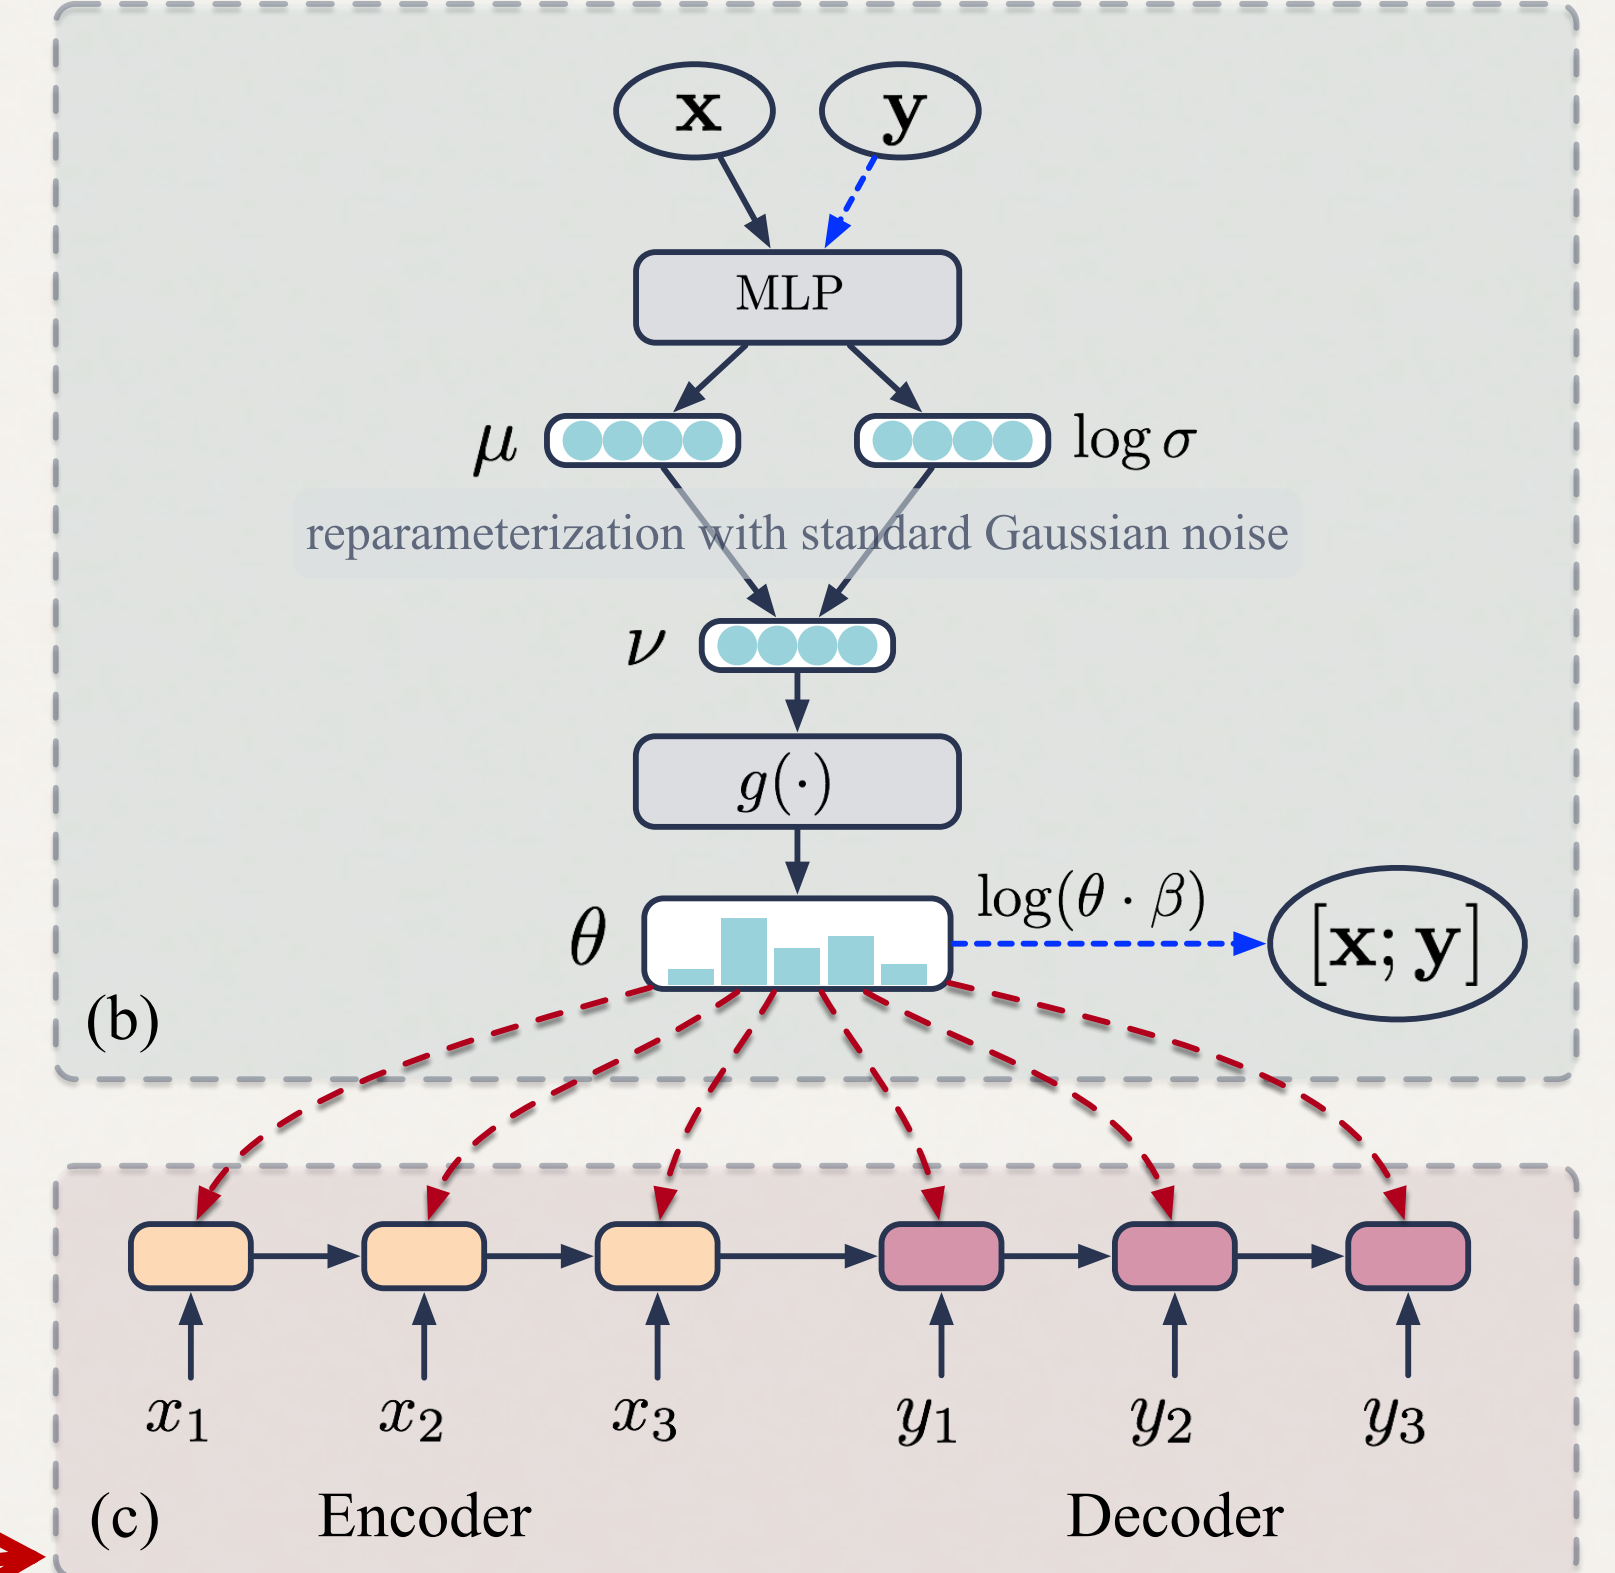 x y
MLP
μ log σ
reparameterization with standard Gaussian noise
ν
g(·)
log(θ · β)
θ [x; y]
(b)
x₁ x₂ x₃ y₁ y₂ y₃
(c) Encoder Decoder